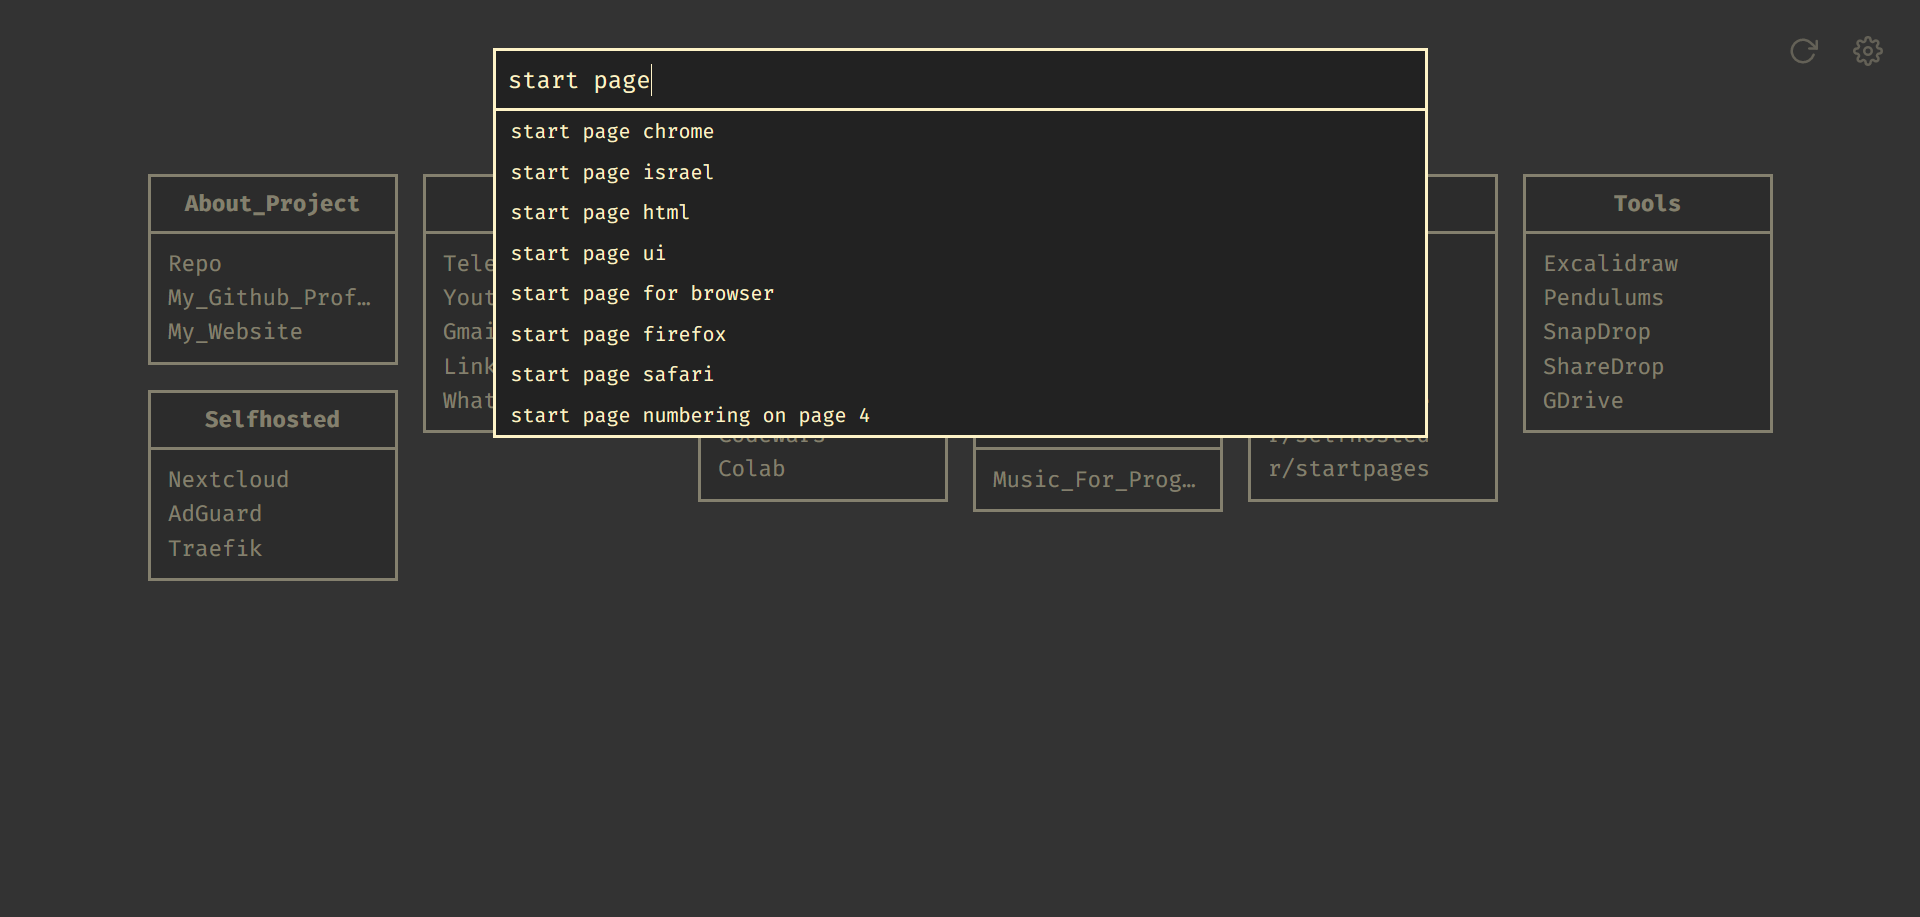 start page
start page chrome
start page israel
start page html
start page ui
start page for browser
start page firefox
start page safari
start page numbering on page 4
About_Project
Repo
My_Github_Prof…
My_Website
Selfhosted
Nextcloud
AdGuard
Traefik
Tele
Yout
Gmai
Link
What
Codewars
Colab
Music_For_Prog…
r/selfhosted
r/startpages
Tools
Excalidraw
Pendulums
SnapDrop
ShareDrop
GDrive